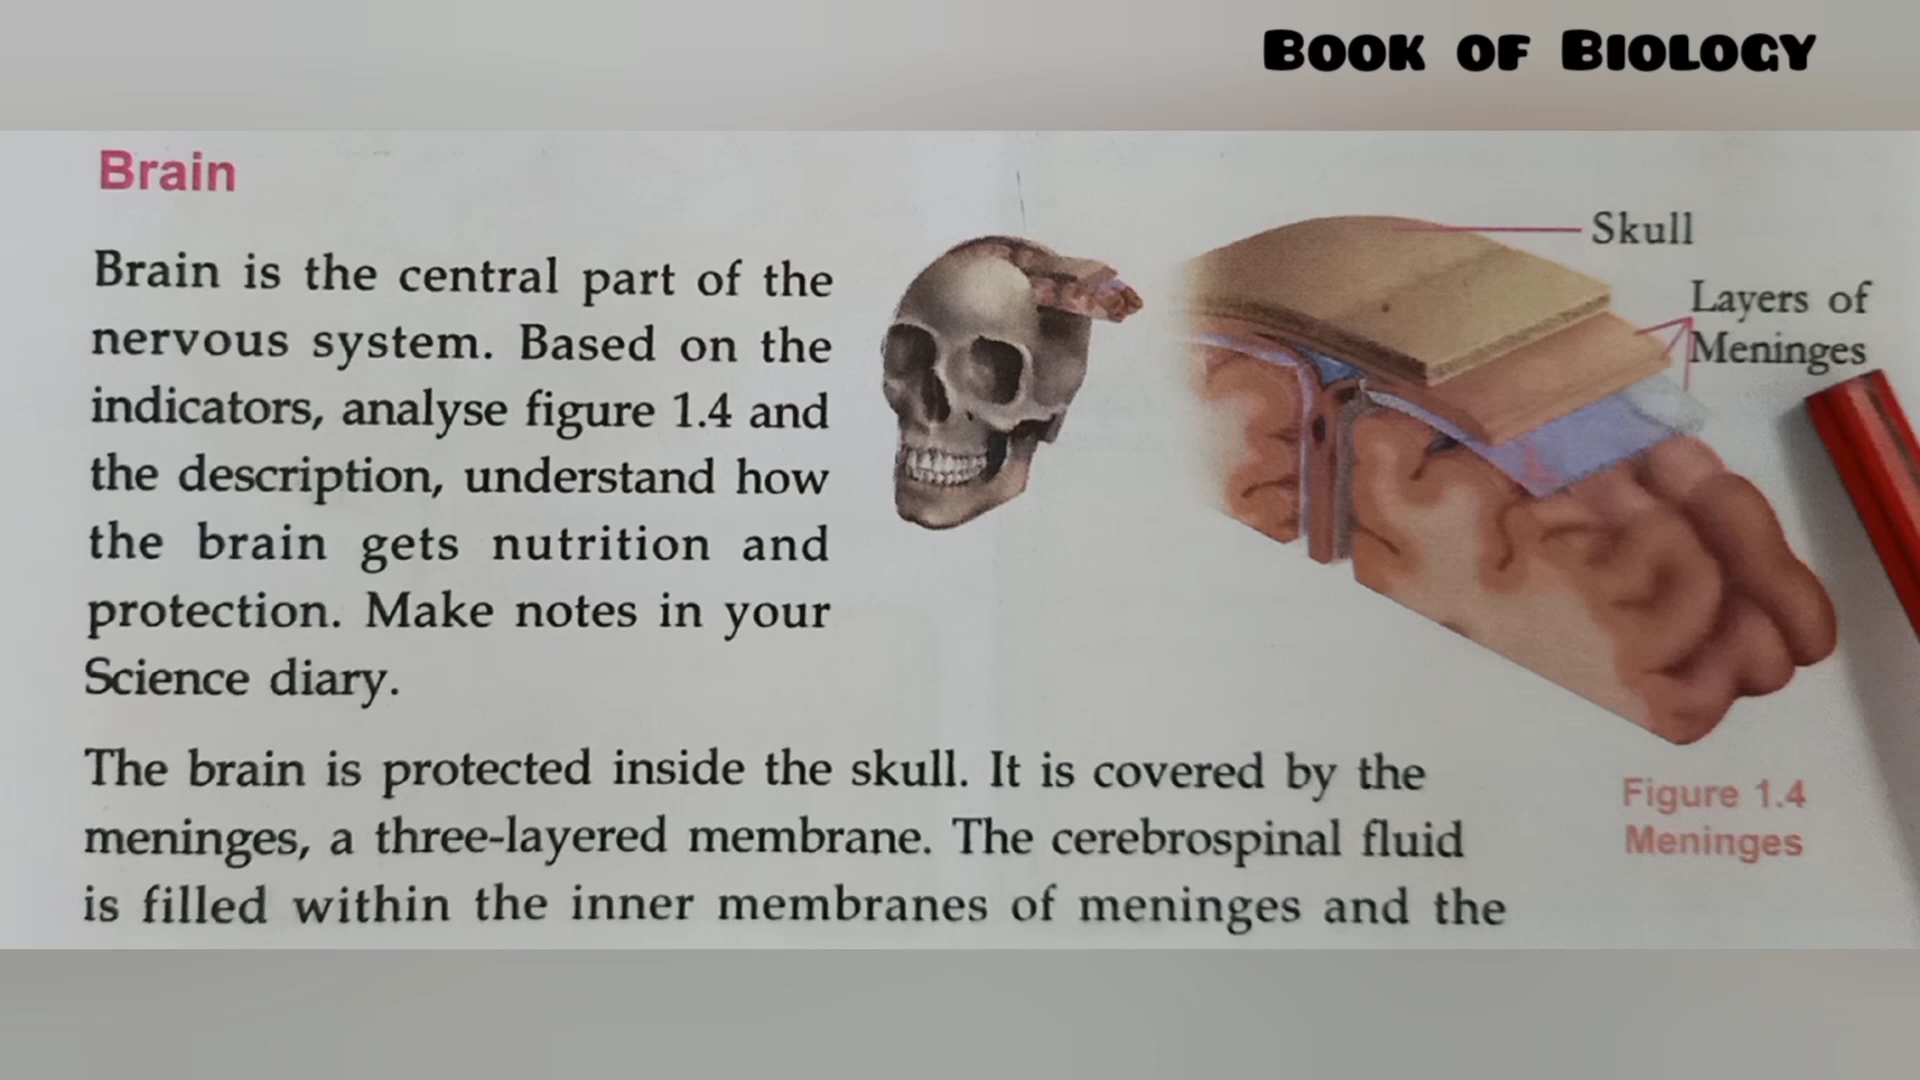 BOOK OF BIOLOGY
Brain
Brain is the central part of the
nervous system. Based on the
indicators, analyse figure 1.4 and
the description, understand how
the brain gets nutrition and
protection. Make notes in your
Science diary.
Skull
Layers of
Meninges
The brain is protected inside the skull. It is covered by the
meninges, a three-layered membrane. The cerebrospinal fluid
is filled within the inner membranes of meninges and the
Figure 1.4
Meninges